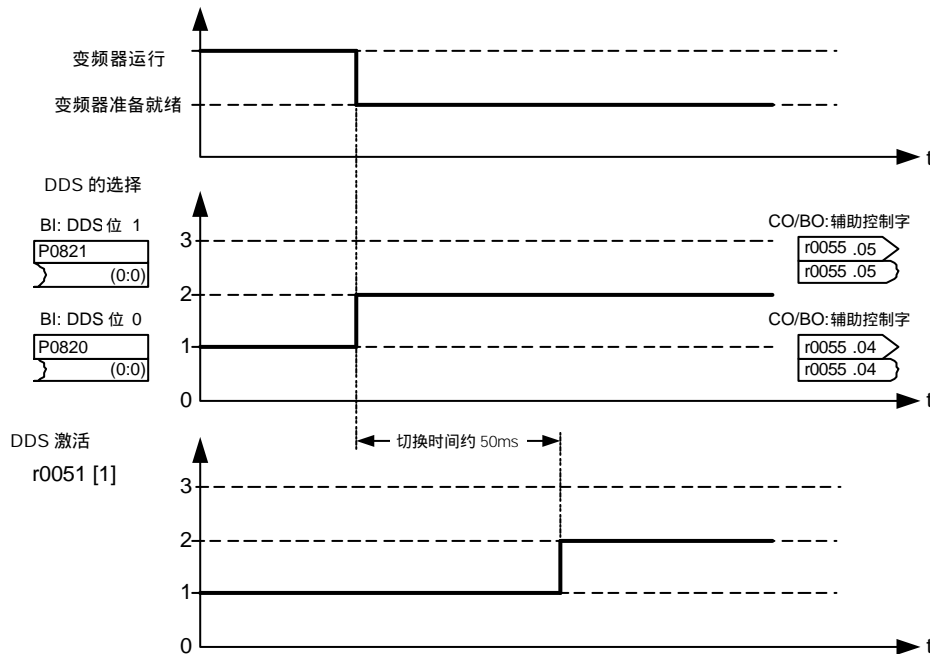 变频器运行
变频器准备就绪
t
DDS 的选择
BI: DDS 位 1
P0821
(0:0)
3
CO/BO:辅助控制字
r0055 .05
r0055 .05
2
BI: DDS 位 0
P0820
(0:0)
1
CO/BO:辅助控制字
r0055 .04
r0055 .04
0
t
DDS 激活
r0051 [1]
切换时间约 50ms
3
2
1
0
t